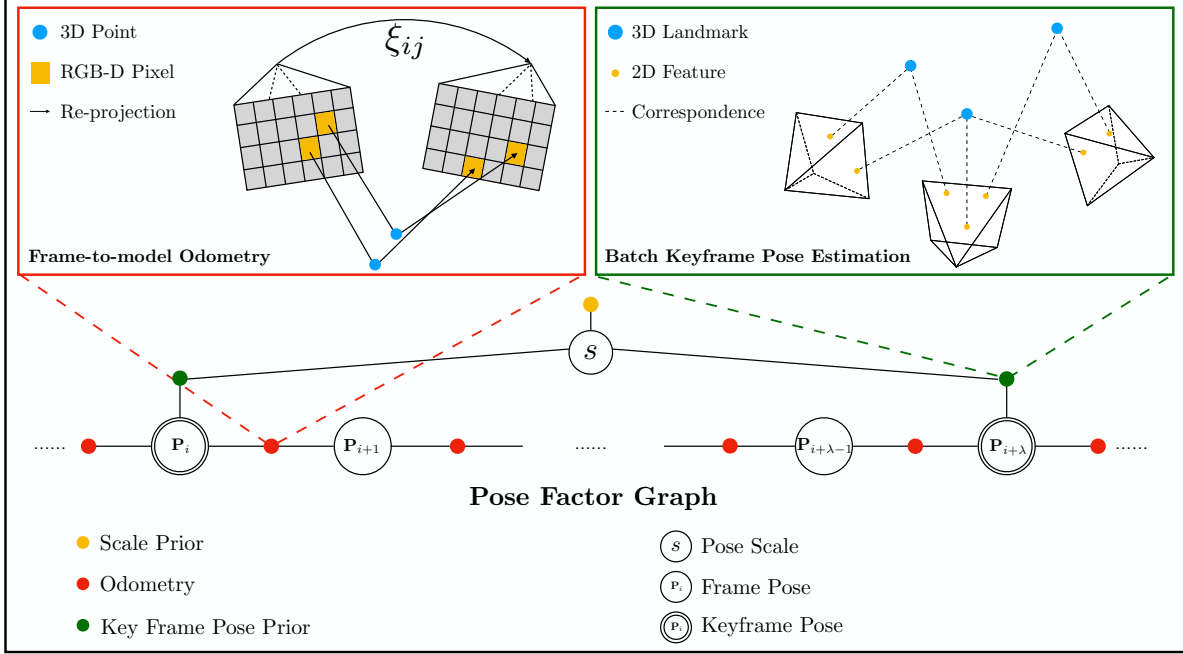 3D Point
RGB-D Pixel
Re-projection
ξij
Frame-to-model Odometry
3D Landmark
2D Feature
Correspondence
Batch Keyframe Pose Estimation
s
...... Pi Pi+1 ...... Pi+λ−1 Pi+λ ......
Pose Factor Graph
Scale Prior
Odometry
Key Frame Pose Prior
s Pose Scale
Pi Frame Pose
Pi Keyframe Pose